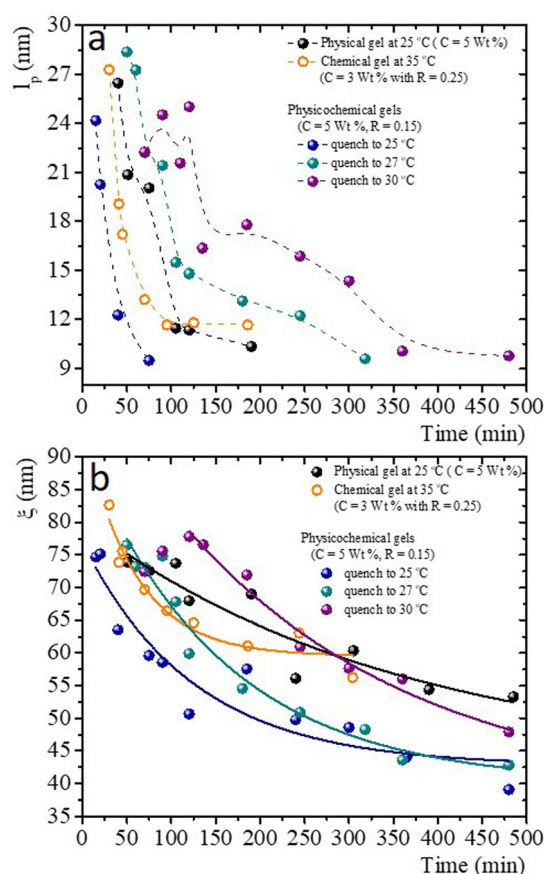 a
l_p (nm)
30
27
24
21
18
15
12
9
Physical gel at 25 °C ( C = 5 Wt %)
Chemical gel at 35 °C
(C = 3 Wt % with R = 0.25)
Physicochemical gels
(C = 5 Wt %, R = 0.15)
quench to 25 °C
quench to 27 °C
quench to 30 °C
0 50 100 150 200 250 300 350 400 450 500
Time (min)
b
ξ (nm)
90
85
80
75
70
65
60
55
50
45
40
35
Physical gel at 25 °C ( C = 5 Wt %)
Chemical gel at 35 °C
(C = 3 Wt % with R = 0.25)
Physicochemical gels
(C = 5 Wt %, R = 0.15)
quench to 25 °C
quench to 27 °C
quench to 30 °C
0 50 100 150 200 250 300 350 400 450 500
Time (min)